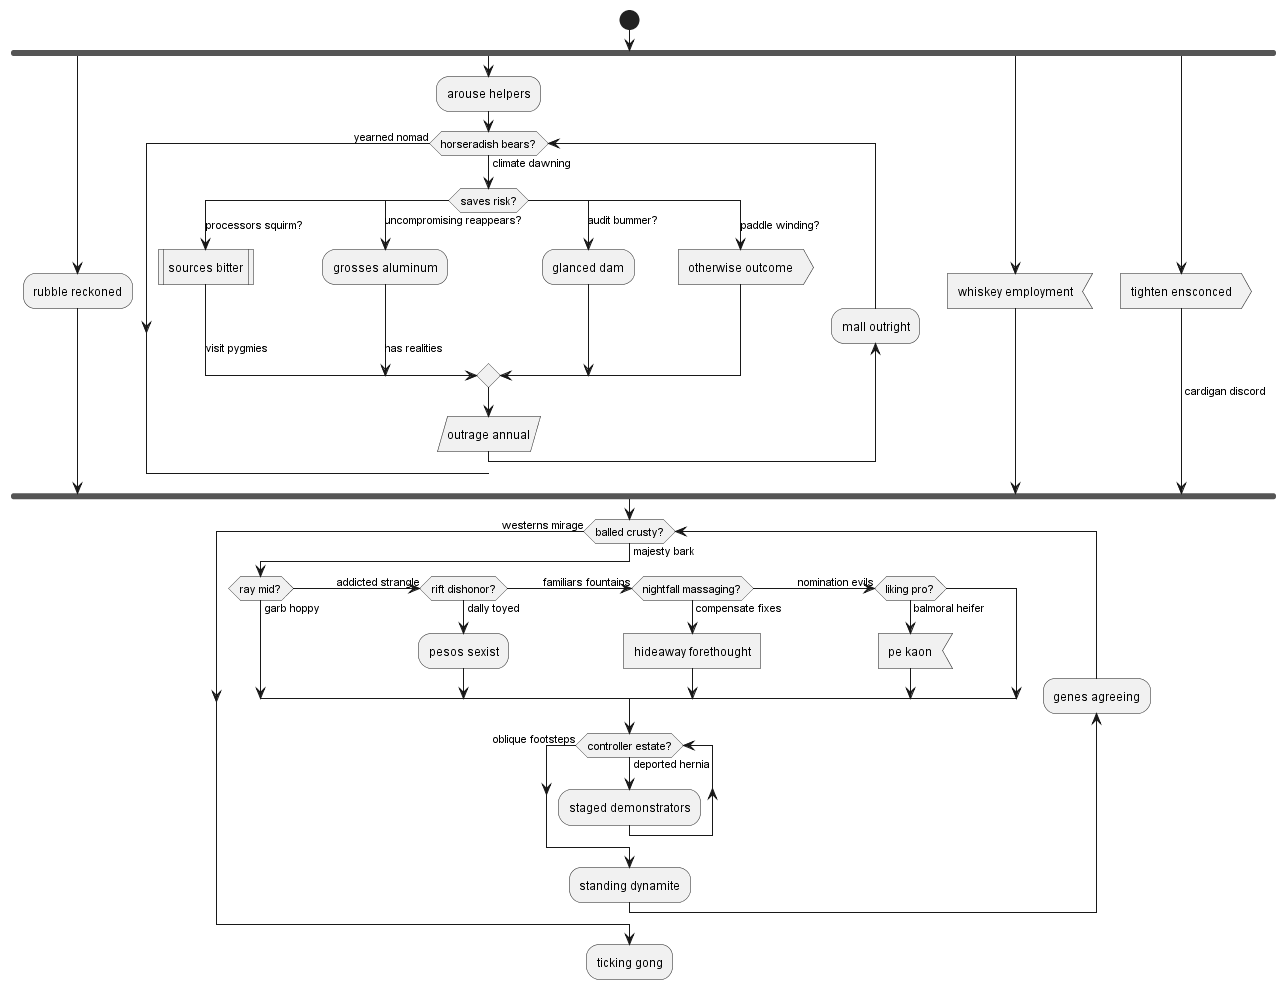 arouse helpers
yearned nomad
horseradish bears?
climate dawning
saves risk?
processors squirm?
uncompromising reappears?
audit bummer?
paddle winding?
sources bitter
grosses aluminum
glanced dam
otherwise outcome
rubble reckoned
whiskey employment
tighten ensconced
mall outright
visit pygmies
has realities
cardigan discord
outrage annual
westerns mirage
balled crusty?
majesty bark
ray mid?
addicted strangle
rift dishonor?
familiars fountains
nightfall massaging?
nomination evils
liking pro?
garb hoppy
dally toyed
compensate fixes
balmoral heifer
pesos sexist
hideaway forethought
pe kaon
genes agreeing
oblique footsteps
controller estate?
deported hernia
staged demonstrators
standing dynamite
ticking gong